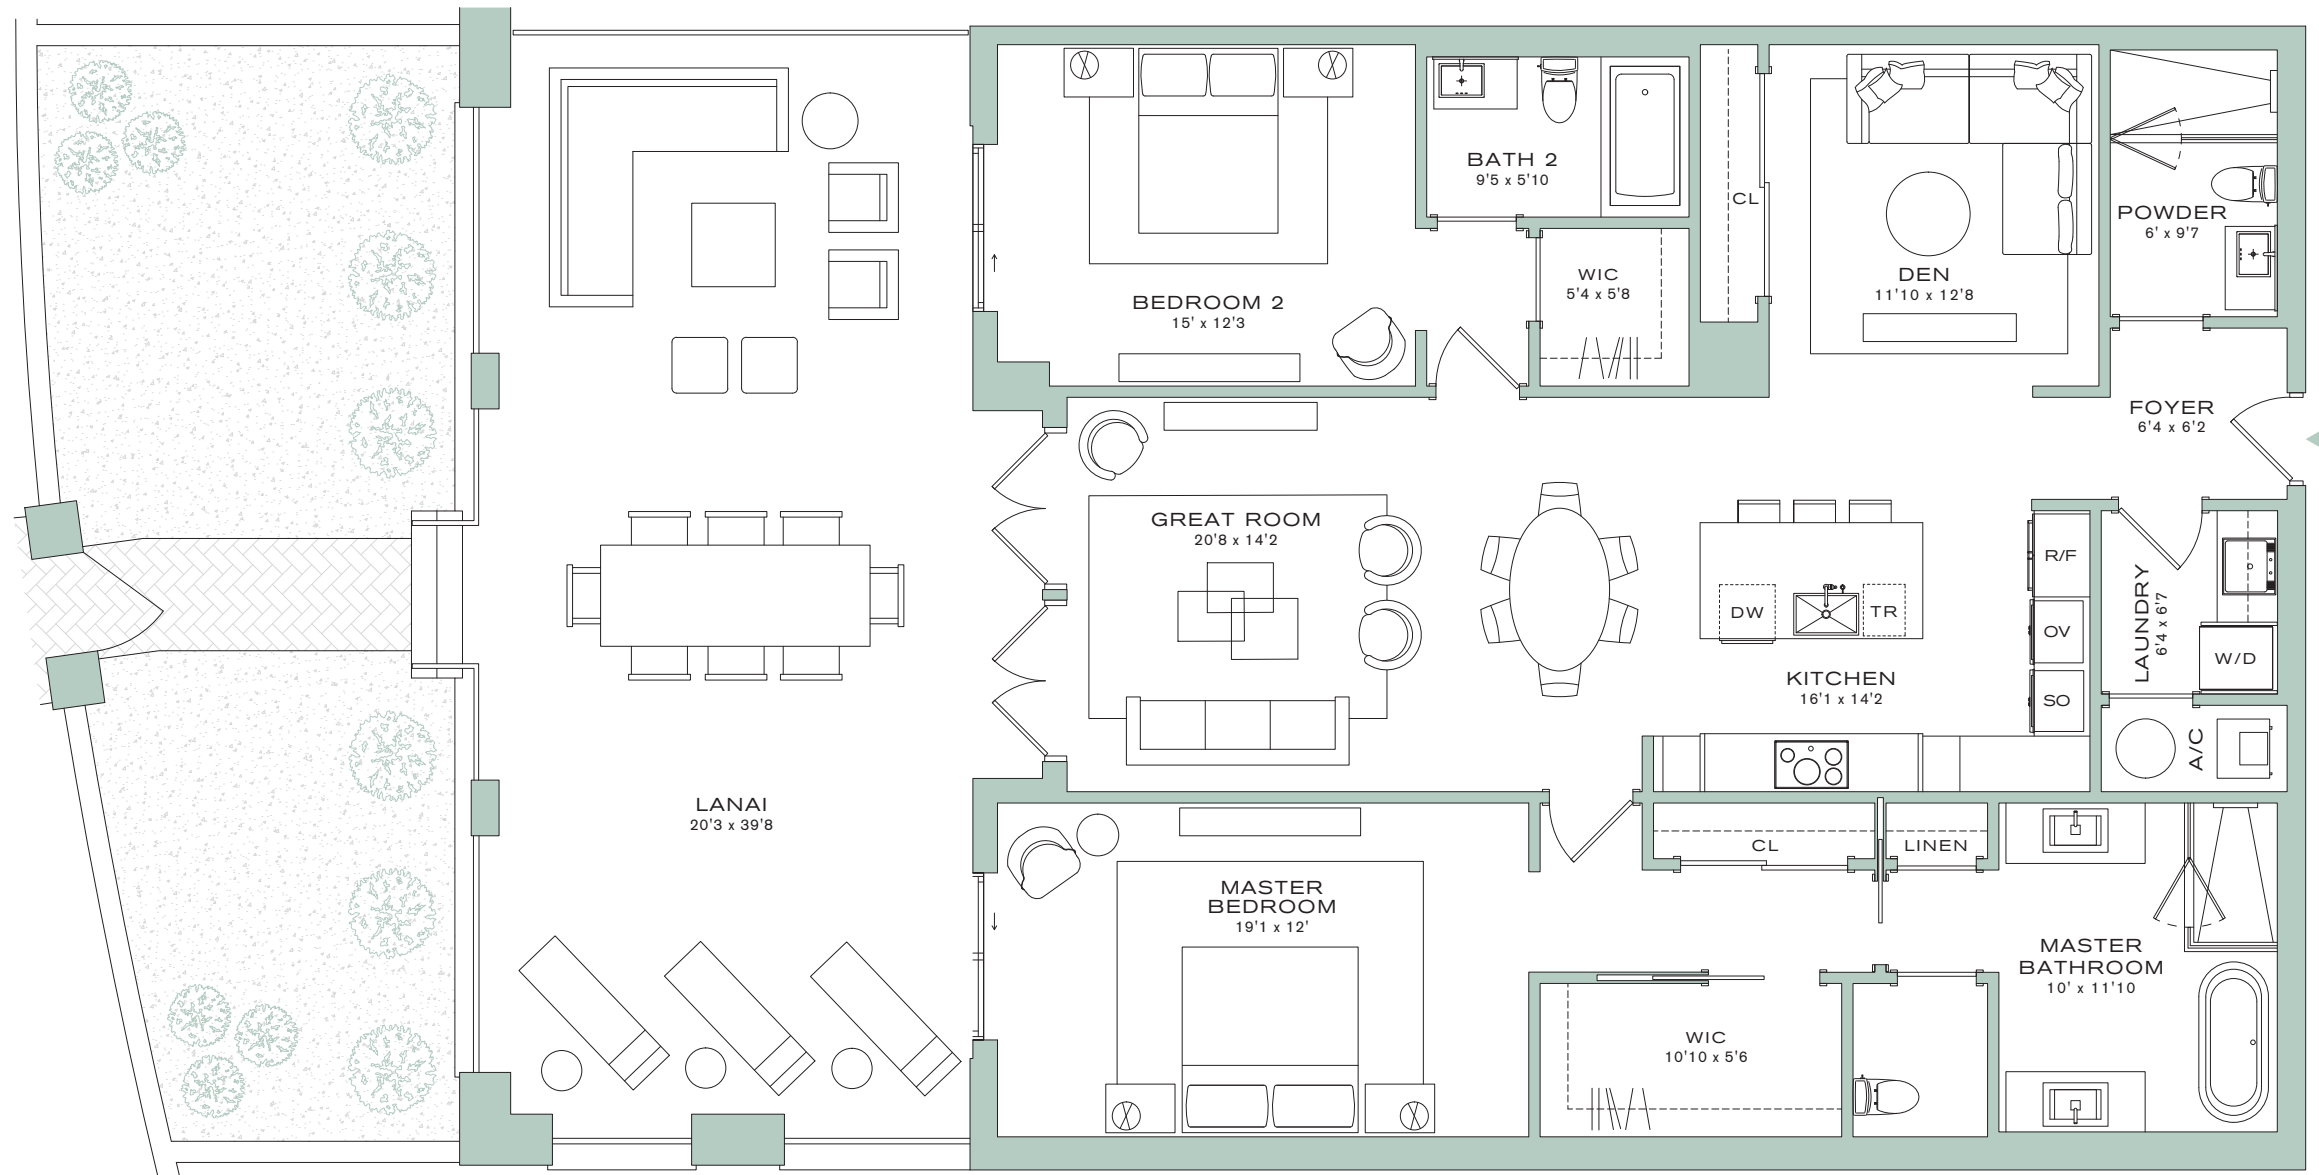 BATH 2
9'5 x 5'10
CL
POWDER
6' x 9'7
DEN
11'10 x 12'8
WIC
5'4 x 5'8
BEDROOM 2
15' x 12'3
FOYER
6'4 x 6'2
GREAT ROOM
20'8 x 14'2
R/F
DW
TR
OV
LAUNDRY
6'4 x 6'7
W/D
KITCHEN
16'1 x 14'2
SO
A/C
LANAI
20'3 x 39'8
CL
LINEN
MASTER
BEDROOM
19'1 x 12'
MASTER
BATHROOM
10' x 11'10
WIC
10'10 x 5'6